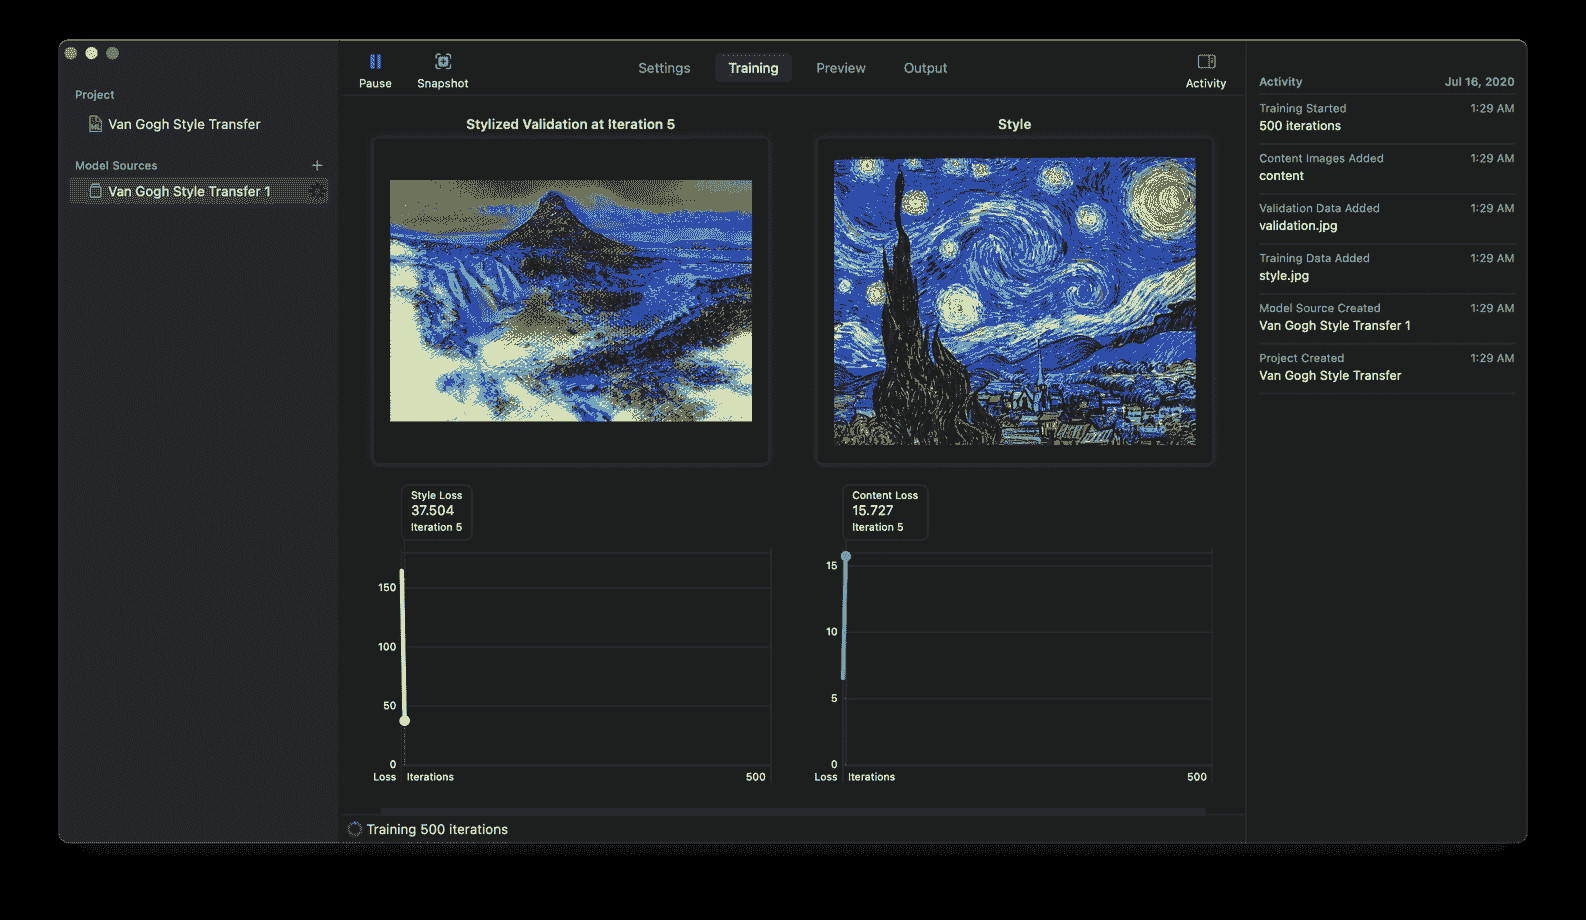 Project
Van Gogh Style Transfer
Model Sources +
Van Gogh Style Transfer 1
Pause
Snapshot
Settings
Training
Preview
Output
Activity
Stylized Validation at Iteration 5
Style
Style Loss
37.504
Iteration 5
150
100
50
0
Loss Iterations 500
Content Loss
15.727
Iteration 5
15
10
5
0
Loss Iterations 500
Training 500 iterations
Activity Jul 16, 2020
Training Started 1:29 AM
500 iterations
Content Images Added 1:29 AM
content
Validation Data Added 1:29 AM
validation.jpg
Training Data Added 1:29 AM
style.jpg
Model Source Created 1:29 AM
Van Gogh Style Transfer 1
Project Created 1:29 AM
Van Gogh Style Transfer